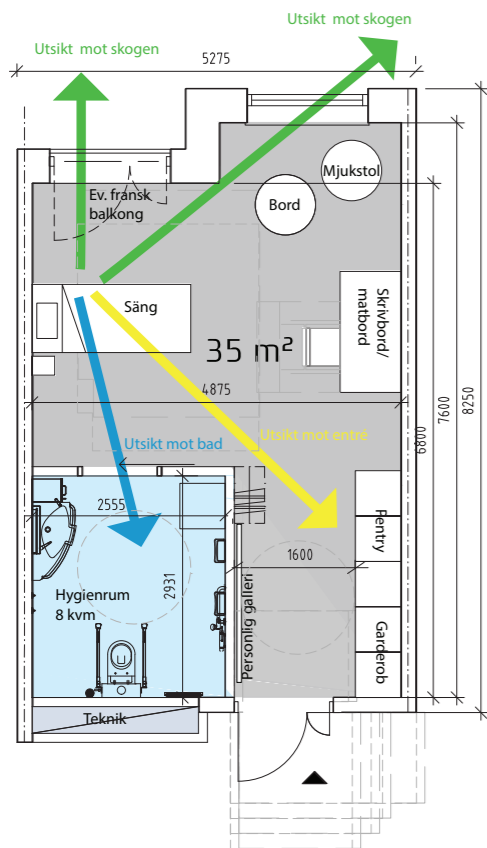 Utsikt mot skogen
Utsikt mot skogen
5275
Mjukstol
Ev. fransk
balkong
Bord
Säng
Skrivbord/
matbord
35 m²
4875
8250
7600
6800
Utsikt mot bad
Utsikt mot entré
2555
Pentry
1600
2931
Hygienrum
8 kvm
Personlig galleri
Garderob
Teknik